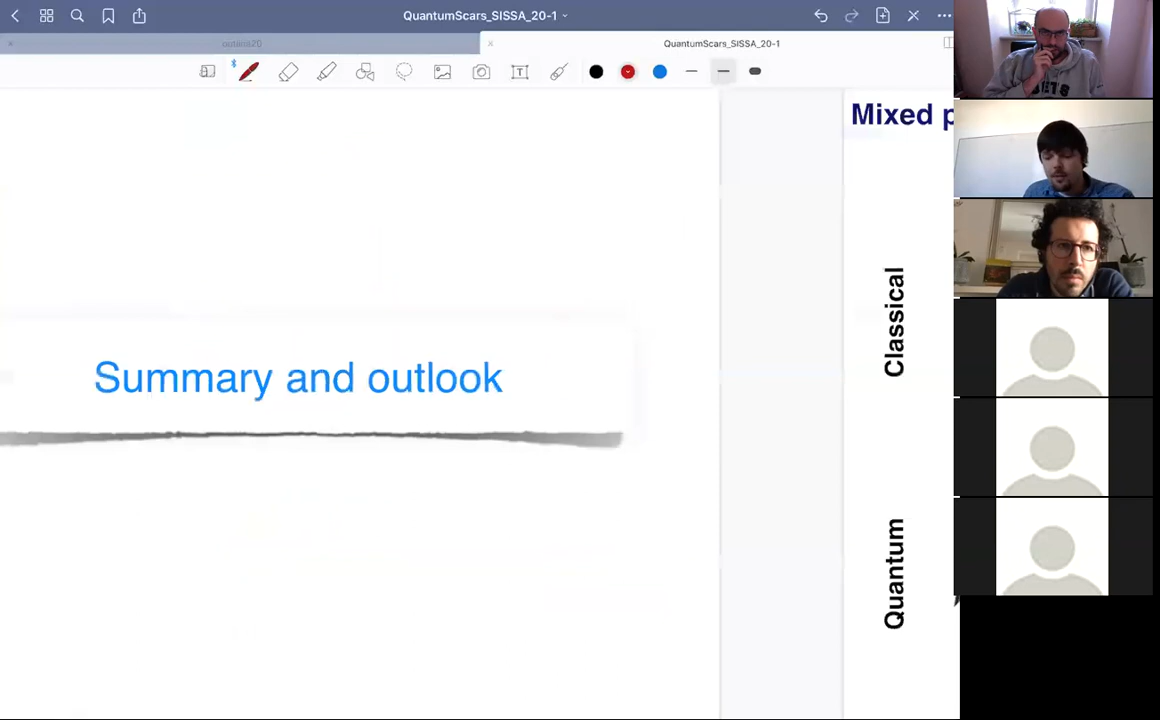 QuantumScars_SISSA_20-1
QuantumScars_SISSA_20-1
T
Mixed
Summary and outlook
Classical
Quantum